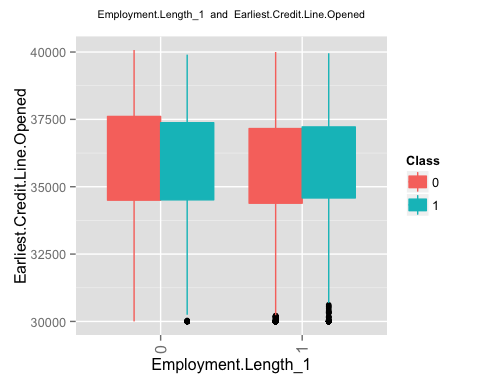 Employment.Length_1 and Earliest.Credit.Line.Opened
Earliest.Credit.Line.Opened
40000
37500
35000
32500
30000
0
1
Employment.Length_1
Class
0
1